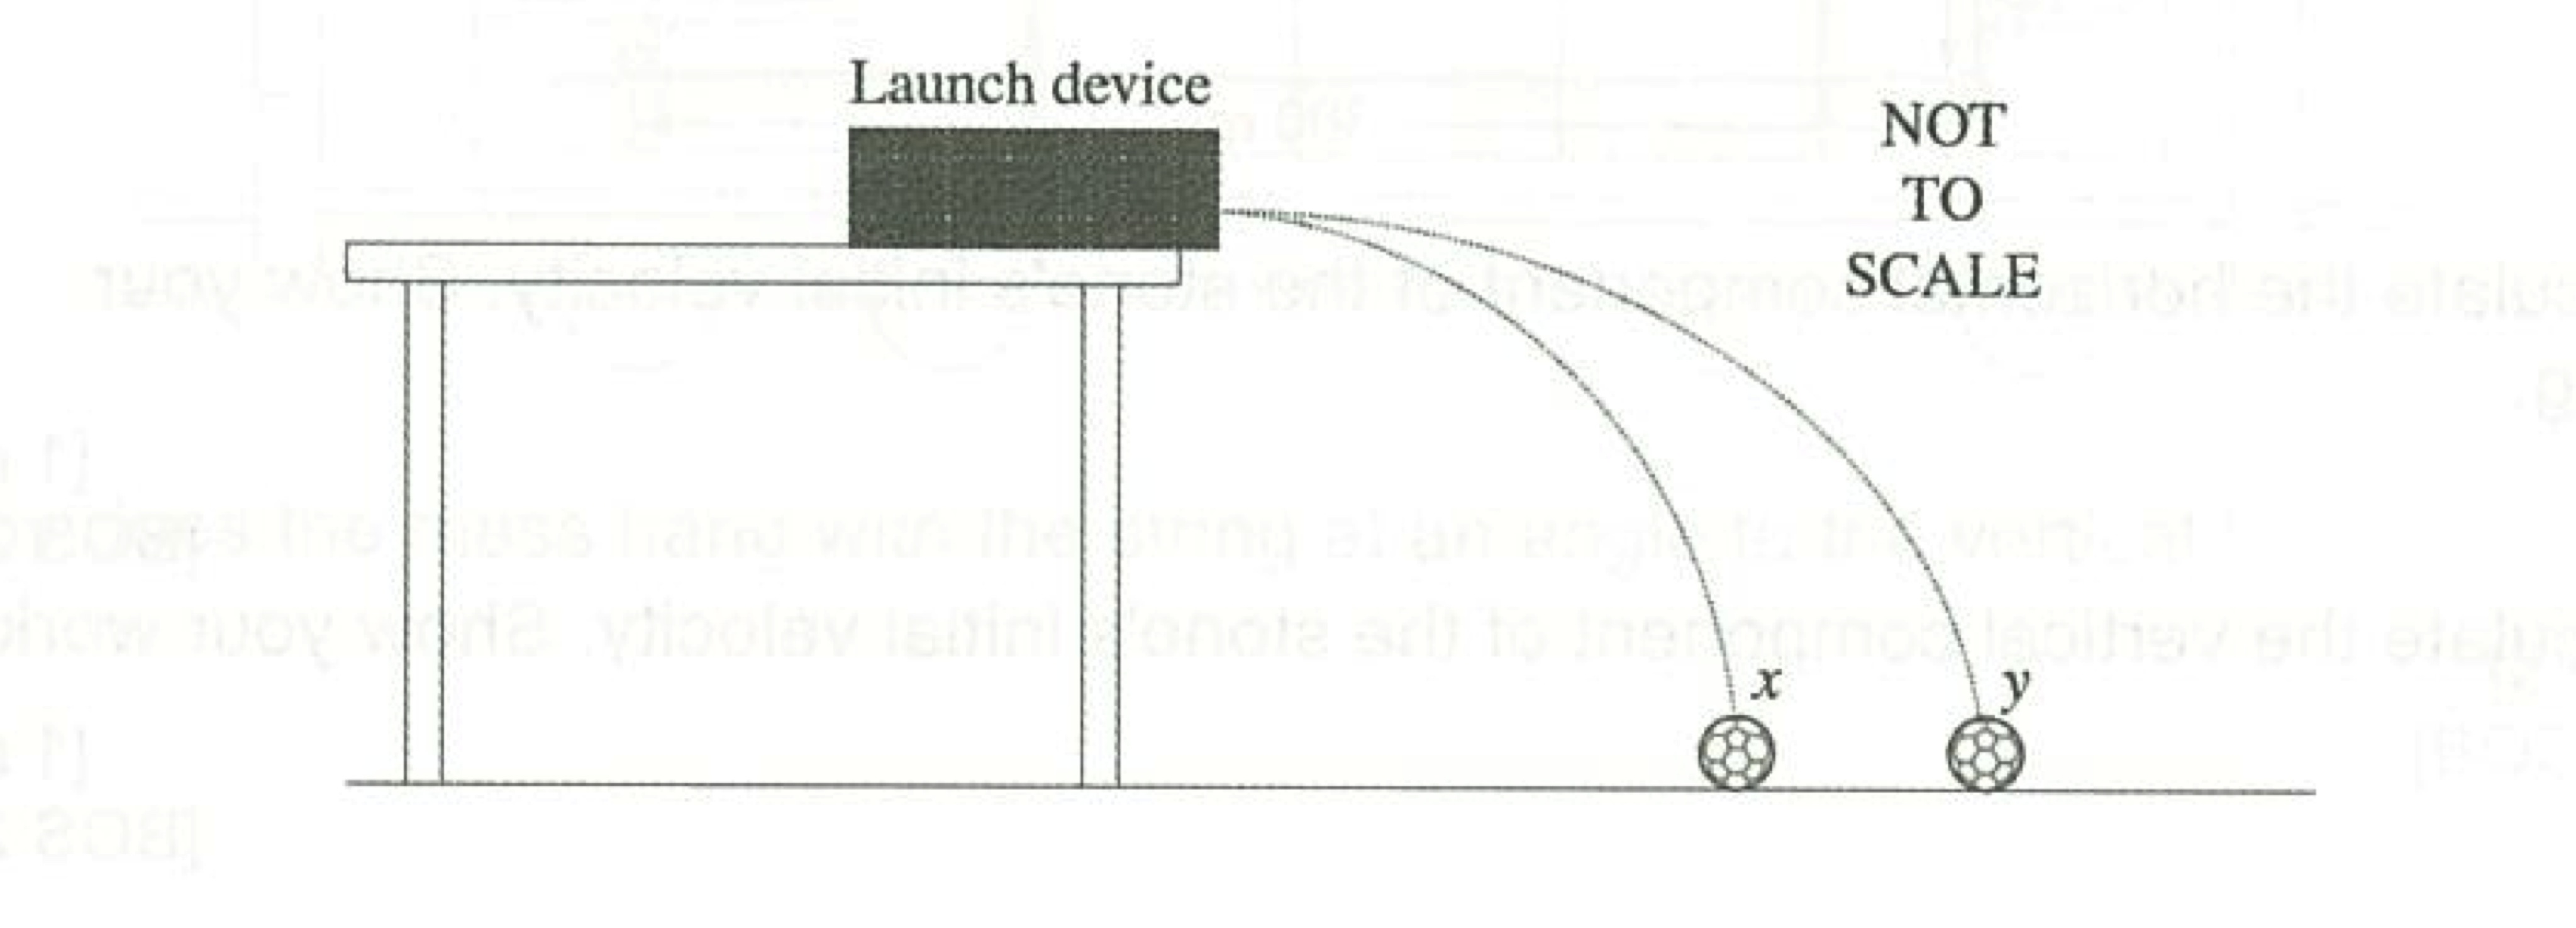 Launch device
NOT
TO
SCALE
x
y